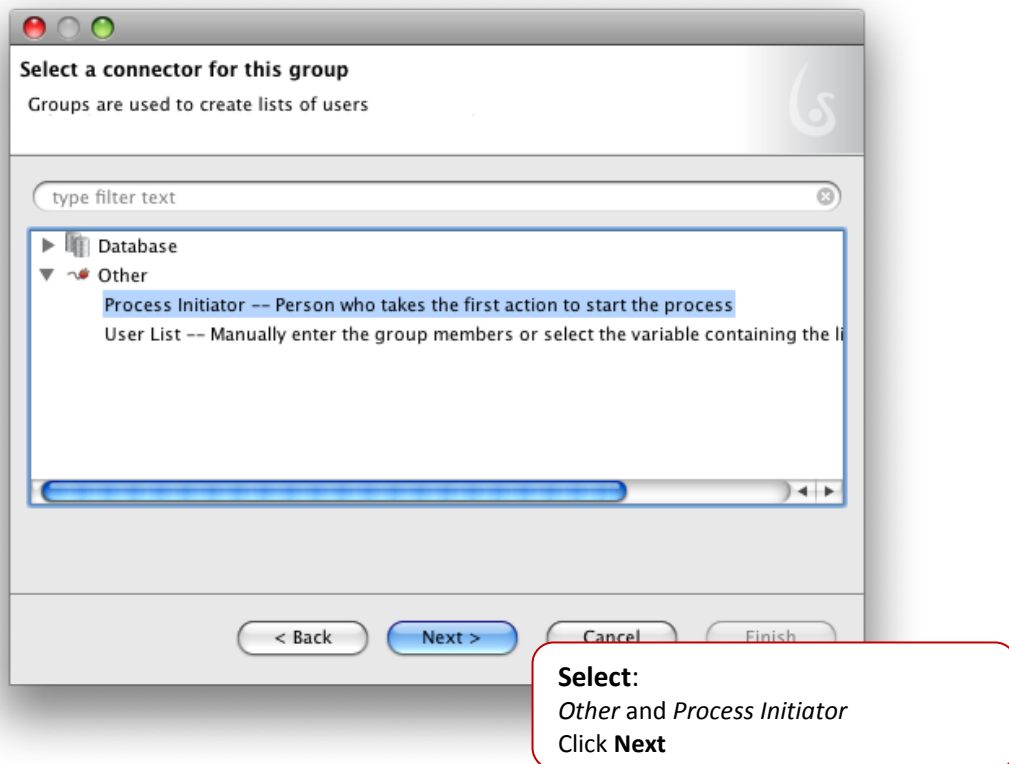 Select a connector for this group
Groups are used to create lists of users
type filter text
Database
Other
Process Initiator -- Person who takes the first action to start the process
User List -- Manually enter the group members or select the variable containing the li
< Back
Next >
Cancel
Finish
Select:
Other and Process Initiator
Click Next